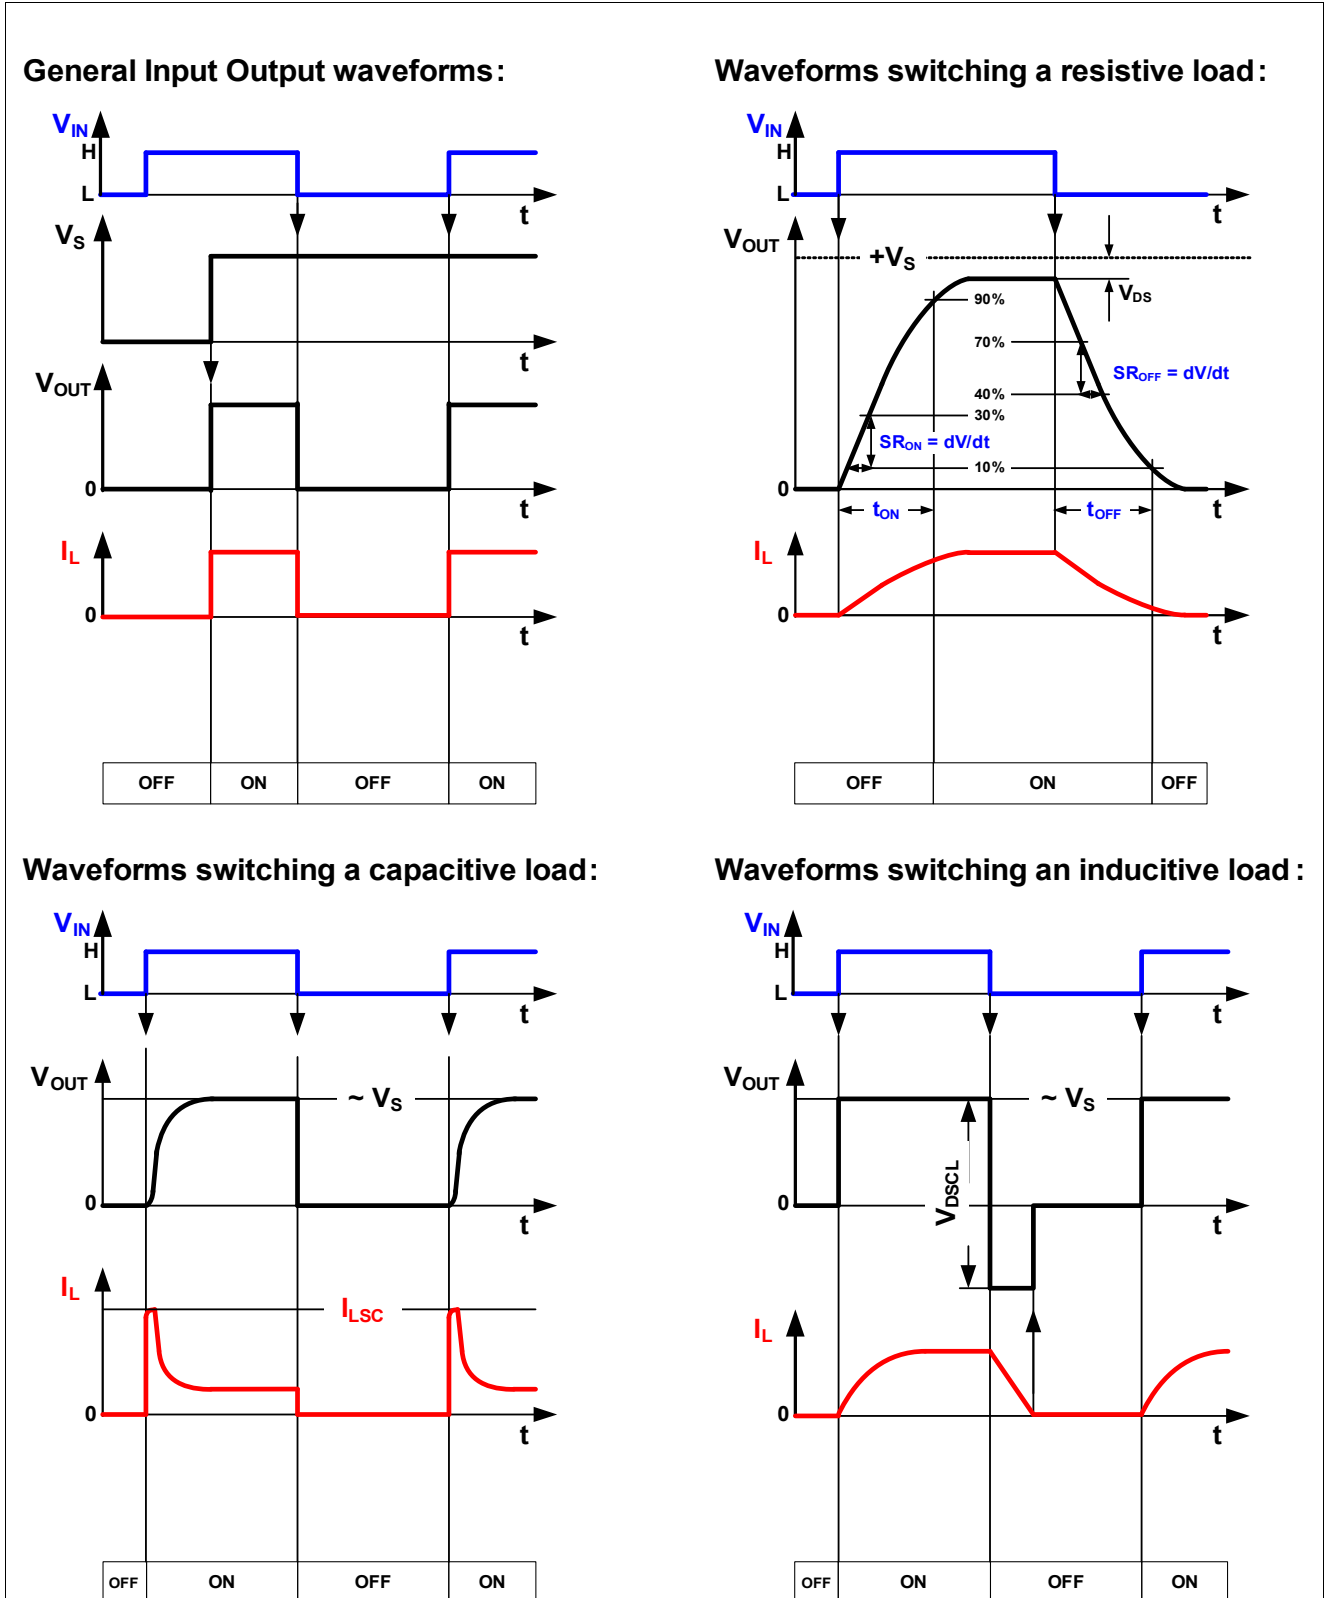 General Input Output waveforms:
VIN
H
L
t
VS
t
VOUT
0
t
IL
0
t
OFF ON OFF ON
Waveforms switching a resistive load:
VIN
H
L
t
VOUT
+VS
VDS
90%
70%
SROFF = dV/dt
40%
30%
SRON = dV/dt
10%
0
t
tON
tOFF
IL
0
t
OFF ON OFF
Waveforms switching a capacitive load:
VIN
H
L
t
VOUT
~ VS
0
t
IL
ILSC
0
t
OFF ON OFF ON
Waveforms switching an inducitive load:
VIN
H
L
t
VOUT
~ VS
VDSCL
0
t
IL
0
t
OFF ON OFF ON